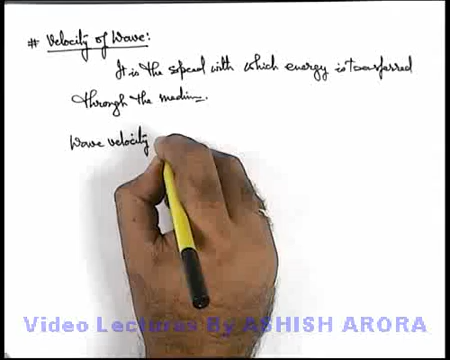 # Velocity of Wave:
It is the speed with which energy is transferred
through the medium.
Wave velocity
Video Lectures By ASHISH ARORA